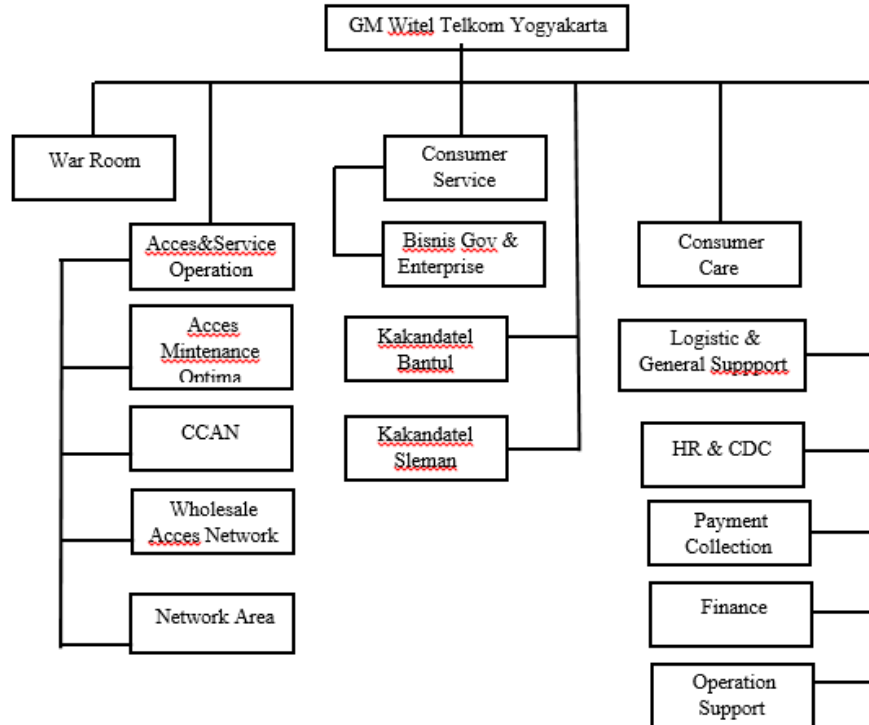 GM Witel Telkom Yogyakarta
War Room
Consumer
Service
Acces&Service
Operation
Bisnis Gov &
Enterprise
Consumer
Care
Acces
Mintenance
Optima
Kakandatel
Bantul
Logistic &
General Suppport
CCAN
Kakandatel
Sleman
HR & CDC
Wholesale
Acces Network
Payment
Collection
Network Area
Finance
Operation
Support